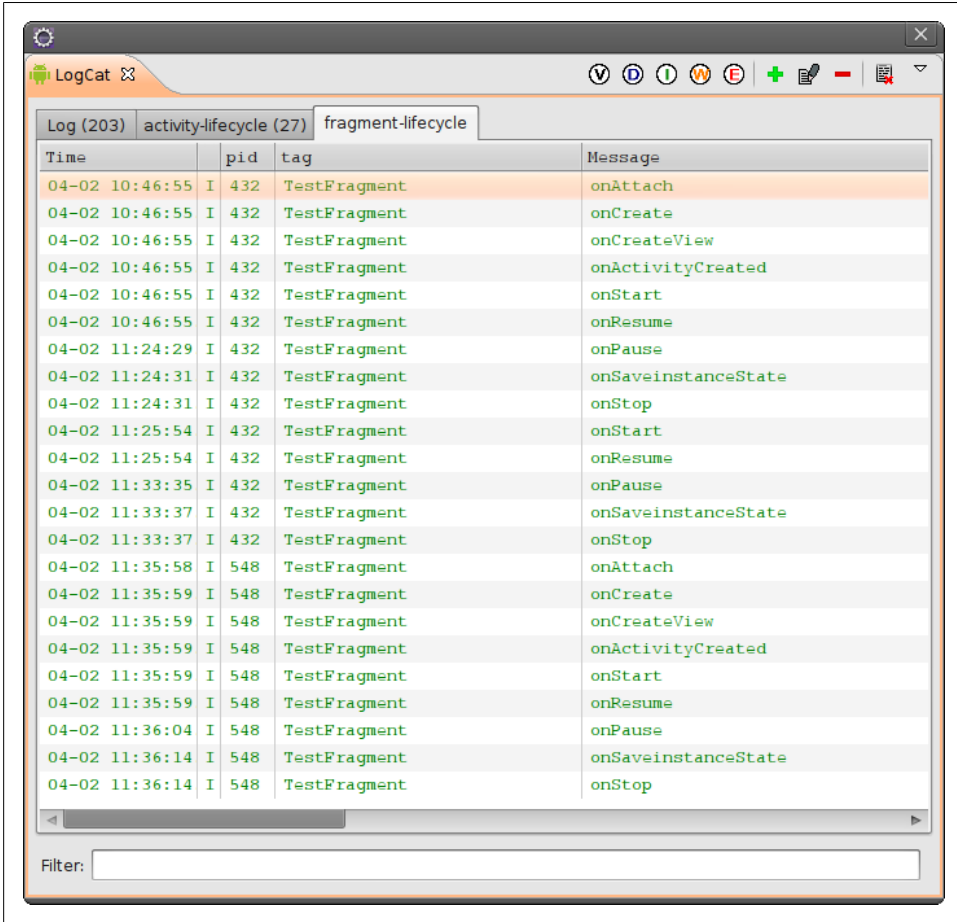 LogCat
V D I W E
Log (203) activity-lifecycle (27) fragment-lifecycle
Time pid tag Message
04-02 10:46:55 I 432 TestFragment onAttach
04-02 10:46:55 I 432 TestFragment onCreate
04-02 10:46:55 I 432 TestFragment onCreateView
04-02 10:46:55 I 432 TestFragment onActivityCreated
04-02 10:46:55 I 432 TestFragment onStart
04-02 10:46:55 I 432 TestFragment onResume
04-02 11:24:29 I 432 TestFragment onPause
04-02 11:24:31 I 432 TestFragment onSaveinstanceState
04-02 11:24:31 I 432 TestFragment onStop
04-02 11:25:54 I 432 TestFragment onStart
04-02 11:25:54 I 432 TestFragment onResume
04-02 11:33:35 I 432 TestFragment onPause
04-02 11:33:37 I 432 TestFragment onSaveinstanceState
04-02 11:33:37 I 432 TestFragment onStop
04-02 11:35:58 I 548 TestFragment onAttach
04-02 11:35:59 I 548 TestFragment onCreate
04-02 11:35:59 I 548 TestFragment onCreateView
04-02 11:35:59 I 548 TestFragment onActivityCreated
04-02 11:35:59 I 548 TestFragment onStart
04-02 11:35:59 I 548 TestFragment onResume
04-02 11:36:04 I 548 TestFragment onPause
04-02 11:36:14 I 548 TestFragment onSaveinstanceState
04-02 11:36:14 I 548 TestFragment onStop
Filter: